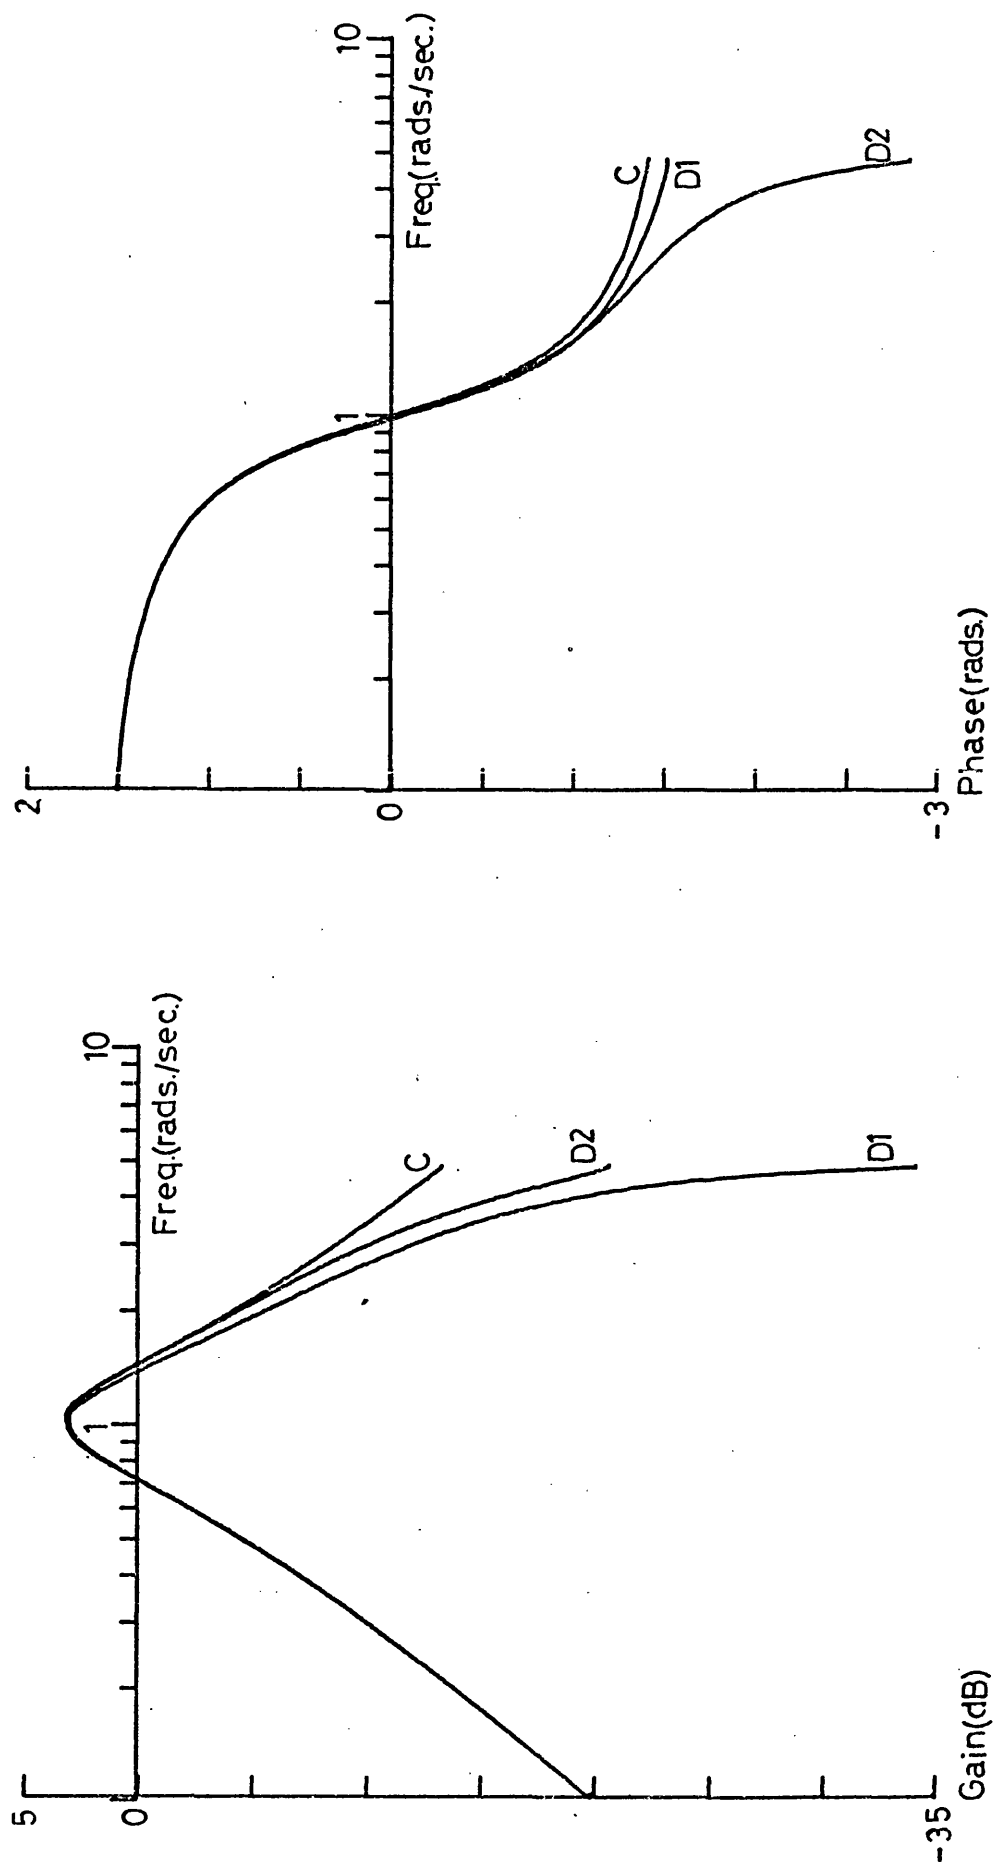 5
0
-35
Gain(dB)
1
10
Freq.(rads./sec.)
C
D2
D1
2
0
-3
Phase(rads.)
1
10
Freq.(rads./sec.)
C
D1
D2